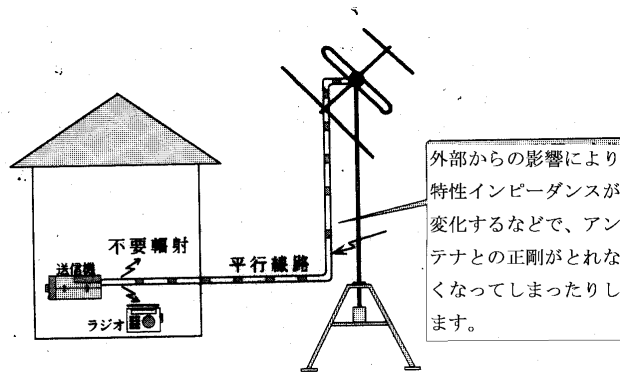 外部からの影響により
特性インピーダンスが
変化するなどで、アン
テナとの正剛がとれな
くなってしまったりし
ます。
不要輻射
送信機
平行線路
ラジオ